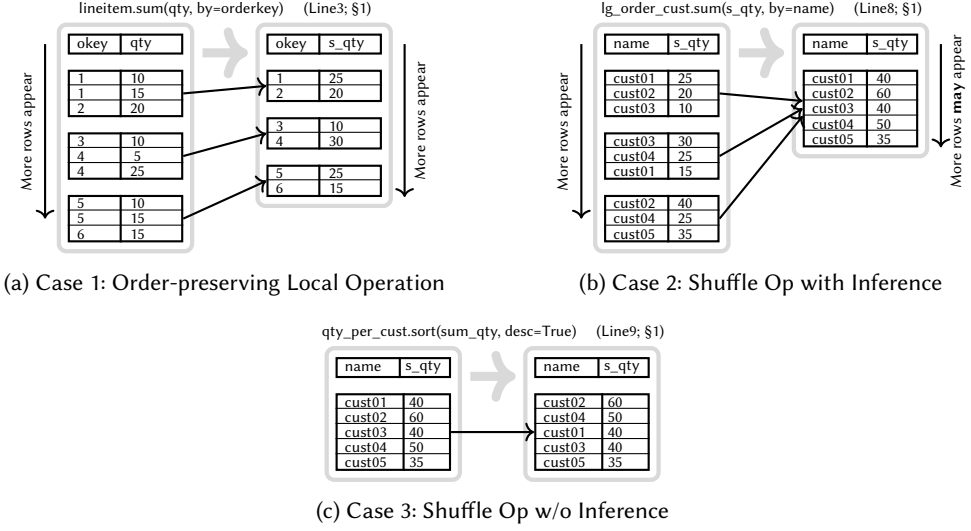 lineitem.sum(qty, by=orderkey) (Line3; §1)
okey qty
1 10
1 15
2 20
3 10
4 5
4 25
5 10
5 15
6 15
okey s_qty
1 25
2 20
3 10
4 30
5 25
6 15
More rows appear
More rows appear
(a) Case 1: Order-preserving Local Operation
lg_order_cust.sum(s_qty, by=name) (Line8; §1)
name s_qty
cust01 25
cust02 20
cust03 10
cust03 30
cust04 25
cust01 15
cust02 40
cust04 25
cust05 35
name s_qty
cust01 40
cust02 60
cust03 40
cust04 50
cust05 35
More rows appear
More rows may appear
(b) Case 2: Shuffle Op with Inference
qty_per_cust.sort(sum_qty, desc=True) (Line9; §1)
name s_qty
cust01 40
cust02 60
cust03 40
cust04 50
cust05 35
name s_qty
cust02 60
cust04 50
cust01 40
cust03 40
cust05 35
(c) Case 3: Shuffle Op w/o Inference